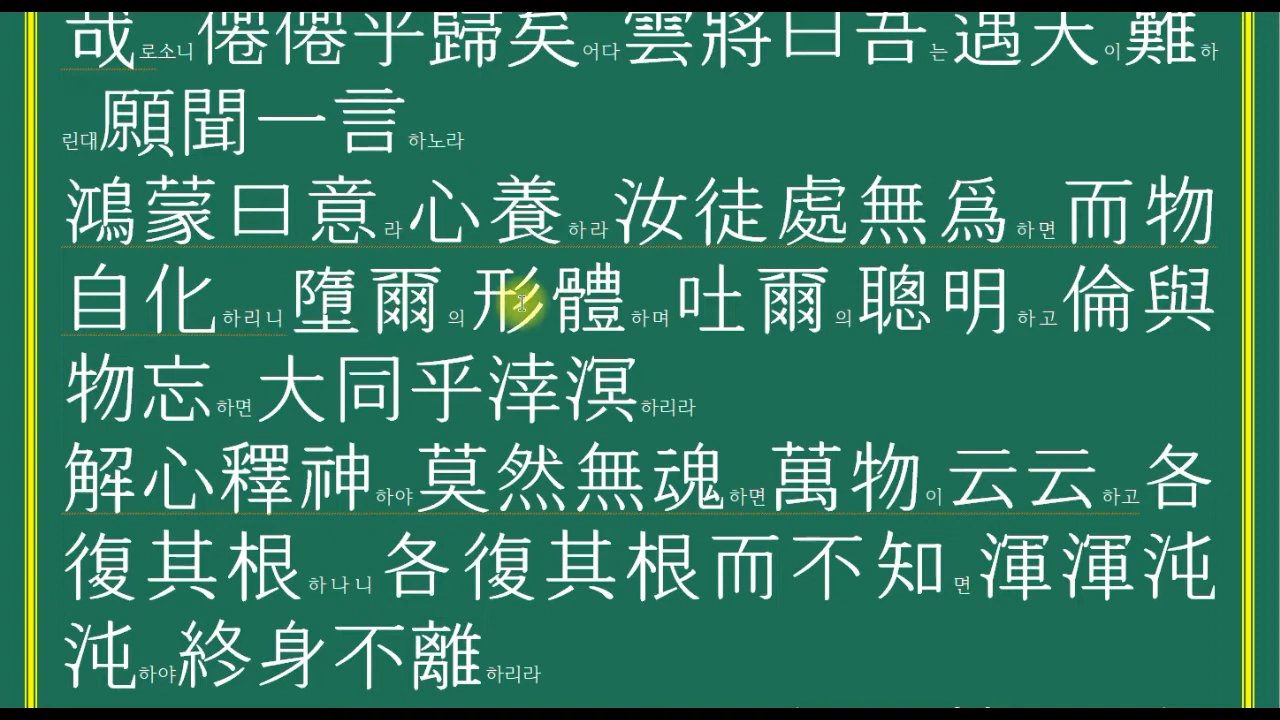 哉로소니 僊僊乎歸矣어다 雲將曰吾는 遇大이難하
린대願聞一言하노라
鴻蒙曰意라 心養하라 汝徒處無爲하면 而物
自化하리니 墮爾의 形體하며 吐爾의 聰明하고 倫與
物忘하면 大同乎涬溟하리라
解心釋神하야 莫然無魂하면 萬物이 云云하고 各
復其根하나니 各復其根而不知면 渾渾沌
沌하야 終身不離하리라